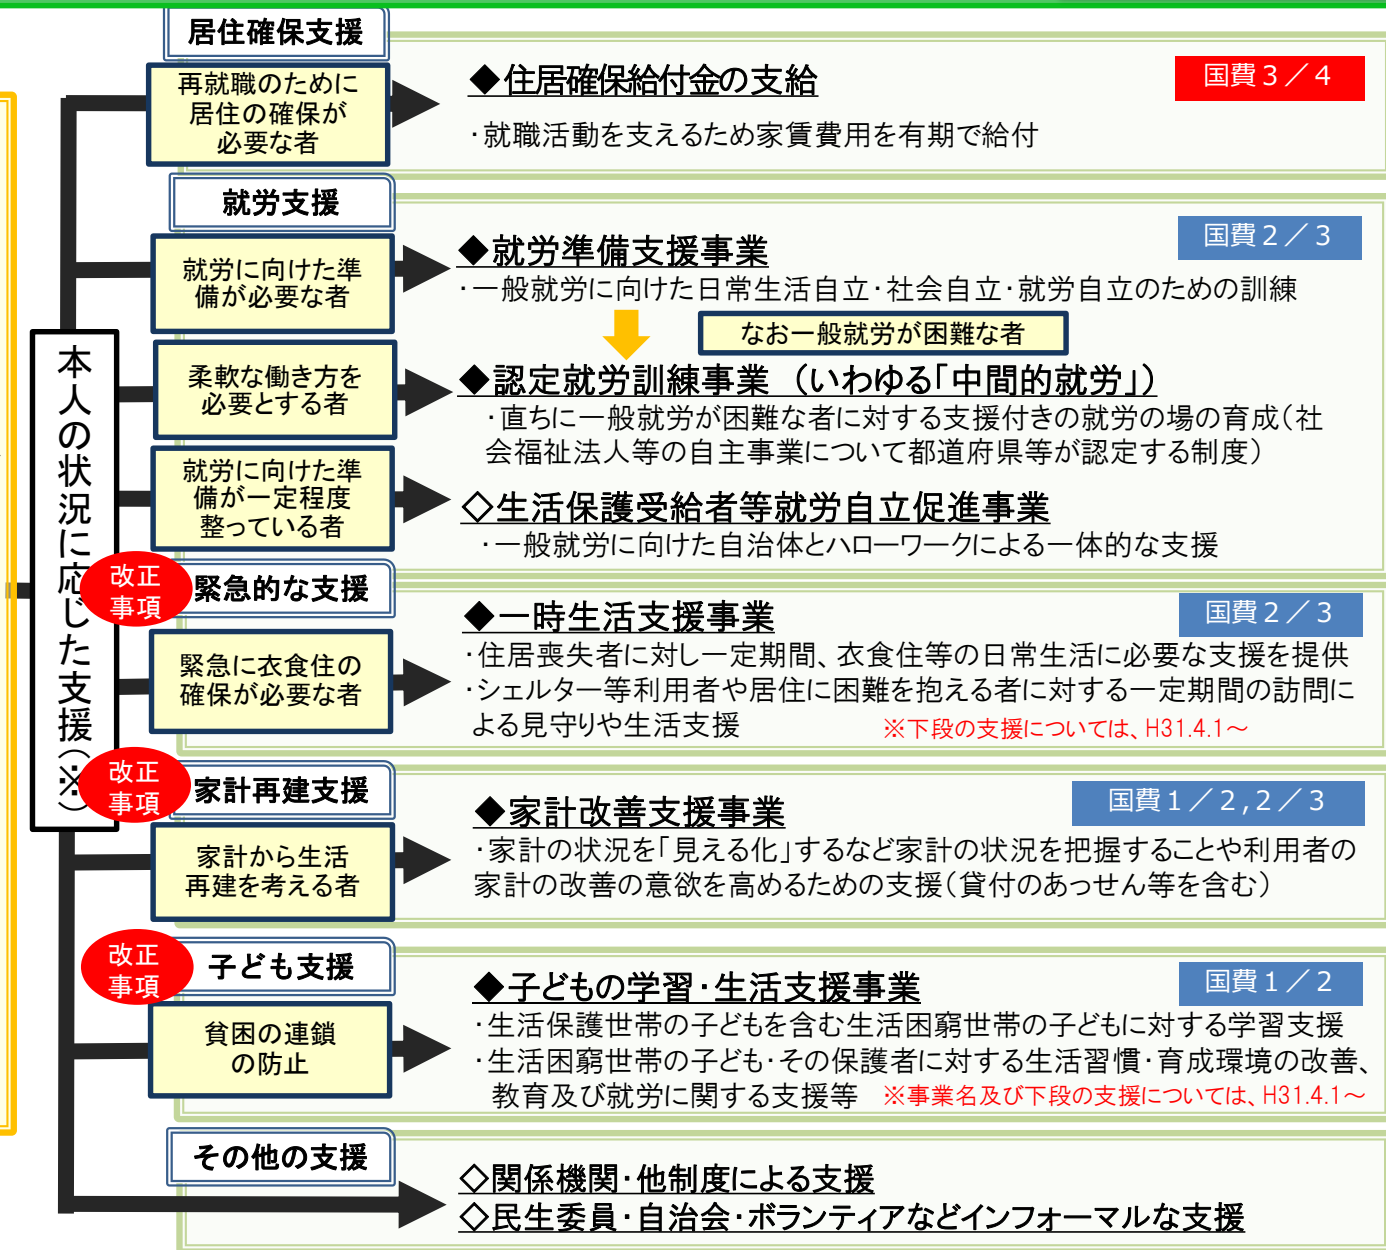 本人の状況に応じた支援(※)
居住確保支援
再就職のために
居住の確保が
必要な者
◆住居確保給付金の支給
国費3／4
・就職活動を支えるため家賃費用を有期で給付
就労支援
就労に向けた準
備が必要な者
◆就労準備支援事業
国費2／3
・一般就労に向けた日常生活自立・社会自立・就労自立のための訓練
なお一般就労が困難な者
柔軟な働き方を
必要とする者
◆認定就労訓練事業（いわゆる「中間的就労」）
・直ちに一般就労が困難な者に対する支援付きの就労の場の育成(社
会福祉法人等の自主事業について都道府県等が認定する制度)
就労に向けた準
備が一定程度
整っている者
◇生活保護受給者等就労自立促進事業
・一般就労に向けた自治体とハローワークによる一体的な支援
改正
事項
緊急的な支援
緊急に衣食住の
確保が必要な者
◆一時生活支援事業
国費2／3
・住居喪失者に対し一定期間、衣食住等の日常生活に必要な支援を提供
・シェルター等利用者や居住に困難を抱える者に対する一定期間の訪問に
よる見守りや生活支援 ※下段の支援については、H31.4.1～
改正
事項
家計再建支援
家計から生活
再建を考える者
◆家計改善支援事業
国費1／2,2／3
・家計の状況を「見える化」するなど家計の状況を把握することや利用者の
家計の改善の意欲を高めるための支援(貸付のあっせん等を含む)
改正
事項
子ども支援
貧困の連鎖
の防止
◆子どもの学習・生活支援事業
国費1／2
・生活保護世帯の子どもを含む生活困窮世帯の子どもに対する学習支援
・生活困窮世帯の子ども・その保護者に対する生活習慣・育成環境の改善、
教育及び就労に関する支援等 ※事業名及び下段の支援については、H31.4.1～
その他の支援
◇関係機関・他制度による支援
◇民生委員・自治会・ボランティアなどインフォーマルな支援